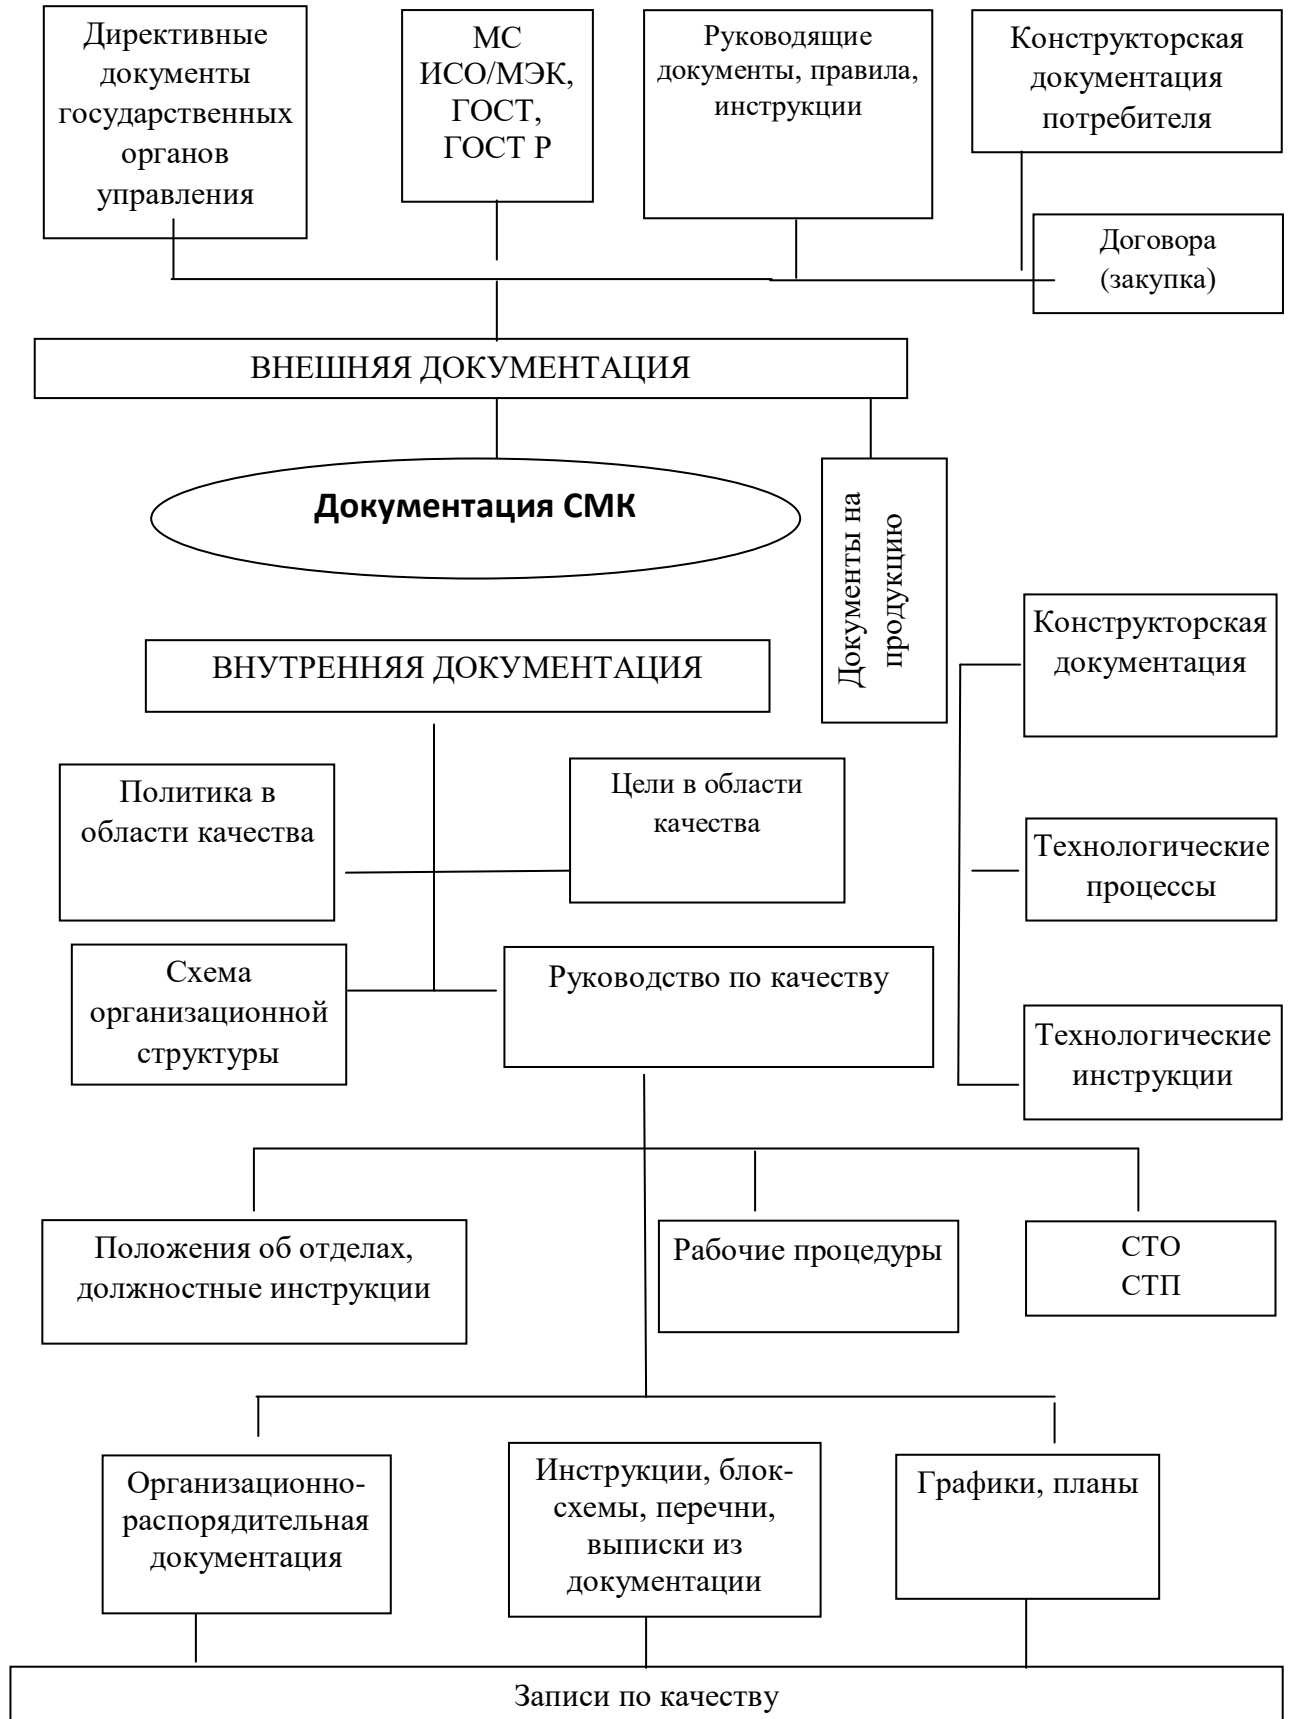 Директивные
документы
государственных
органов
управления
МС
ИСО/МЭК,
ГОСТ,
ГОСТ Р
Руководящие
документы, правила,
инструкции
Конструкторская
документация
потребителя
Договора
(закупка)
ВНЕШНЯЯ ДОКУМЕНТАЦИЯ
Документация СМК
Документы на
продукцию
ВНУТРЕННЯЯ ДОКУМЕНТАЦИЯ
Конструкторская
документация
Политика в
области качества
Цели в области
качества
Технологические
процессы
Схема
организационной
структуры
Руководство по качеству
Технологические
инструкции
Положения об отделах,
должностные инструкции
Рабочие процедуры
СТО
СТП
Организационно-
распорядительная
документация
Инструкции, блок-
схемы, перечни,
выписки из
документации
Графики, планы
Записи по качеству